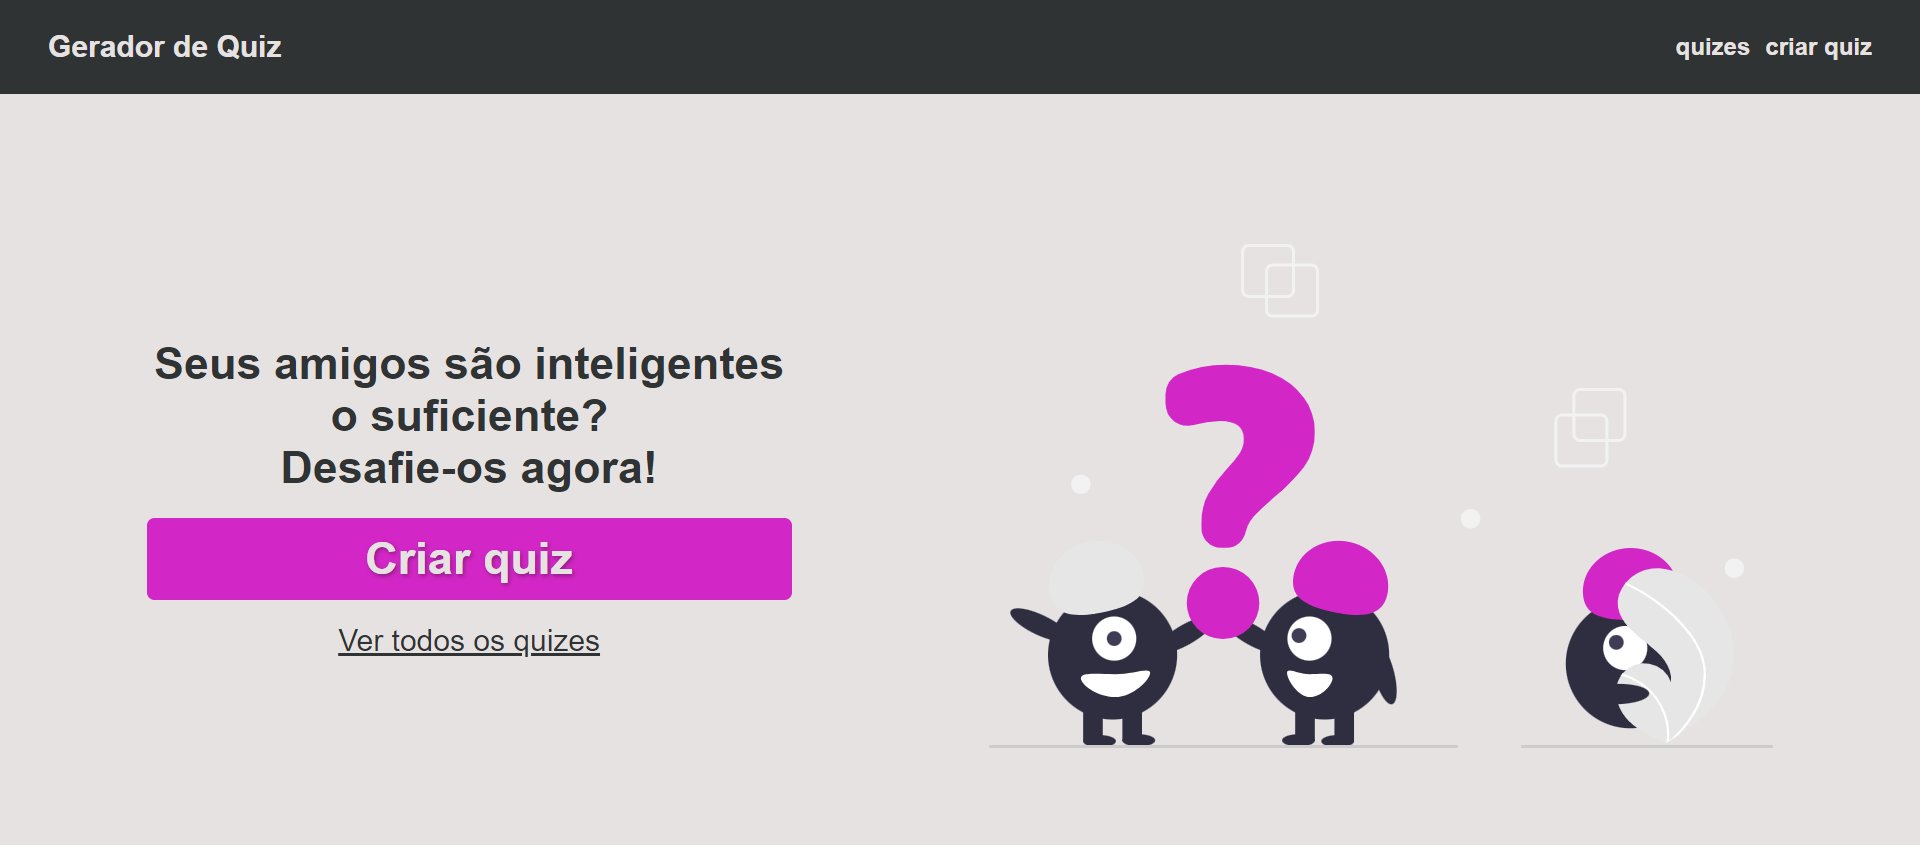 Gerador de Quiz
quizes criar quiz
Seus amigos são inteligentes
o suficiente?
Desafie-os agora!
Criar quiz
Ver todos os quizes